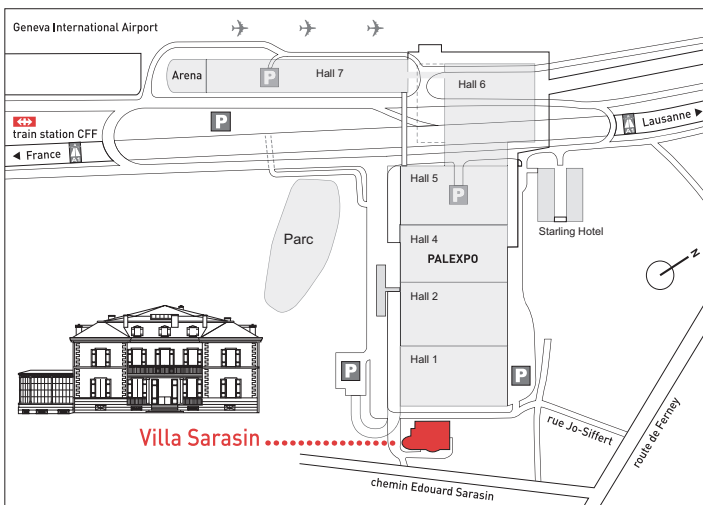 Geneva International Airport
Arena
P
Hall 7
Hall 6
train station CFF
P
Lausanne
France
Hall 5
P
Starling Hotel
Parc
Hall 4
PALEXPO
N
Hall 2
Hall 1
P
P
Villa Sarasin
rue Jo-Siffert
route de Ferney
chemin Edouard Sarasin